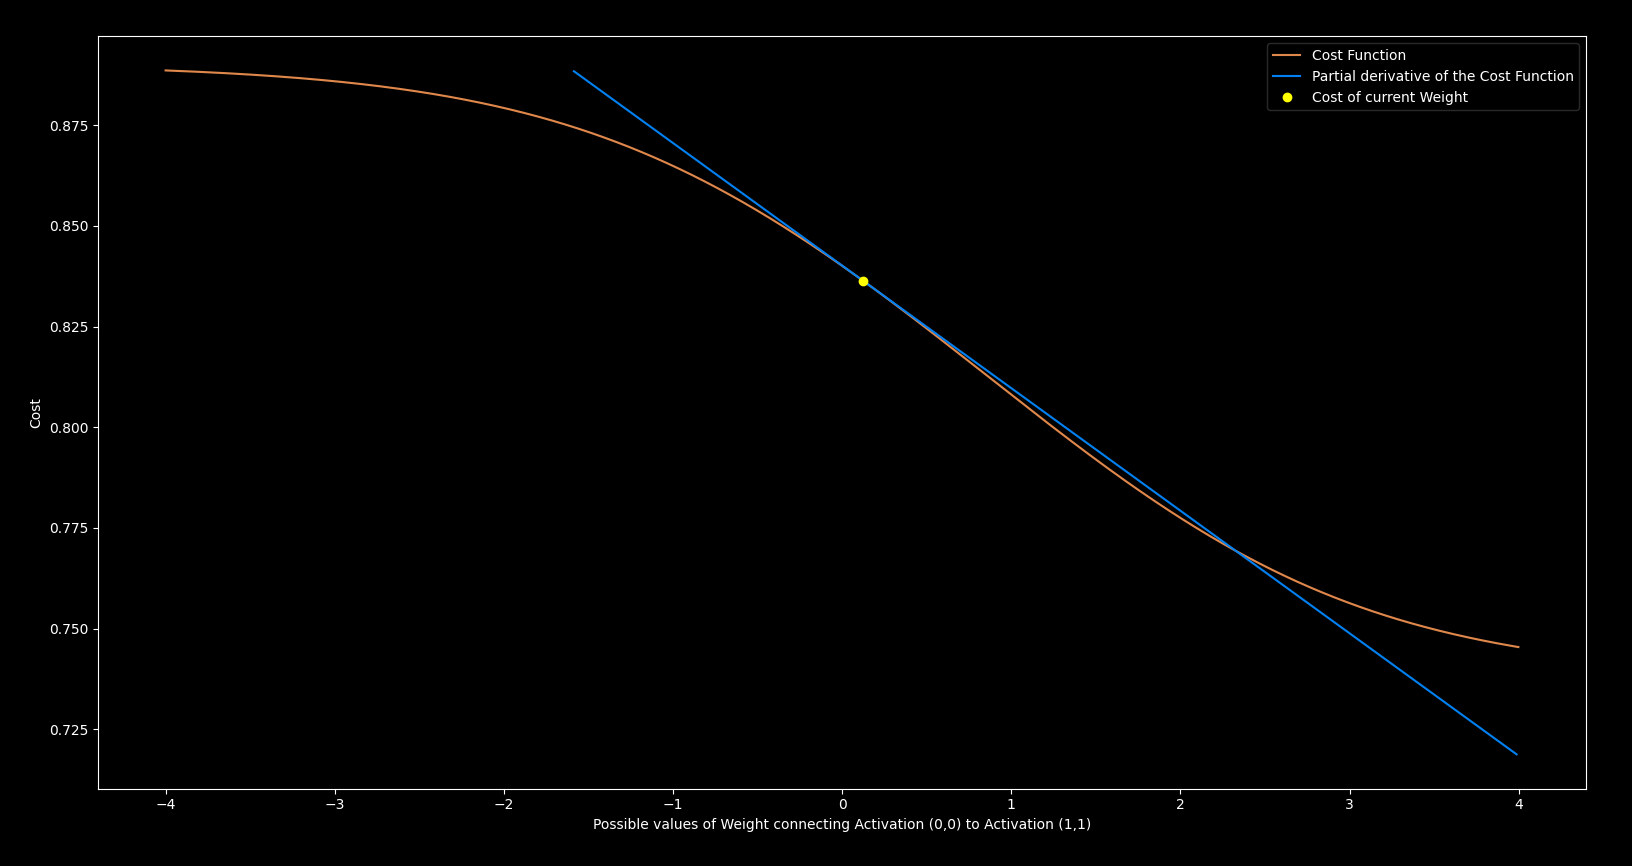 Cost Function
Partial derivative of the Cost Function
Cost of current Weight
0.875
0.850
0.825
0.800
0.775
0.750
0.725
Cost
−4 −3 −2 −1 0 1 2 3 4
Possible values of Weight connecting Activation (0,0) to Activation (1,1)